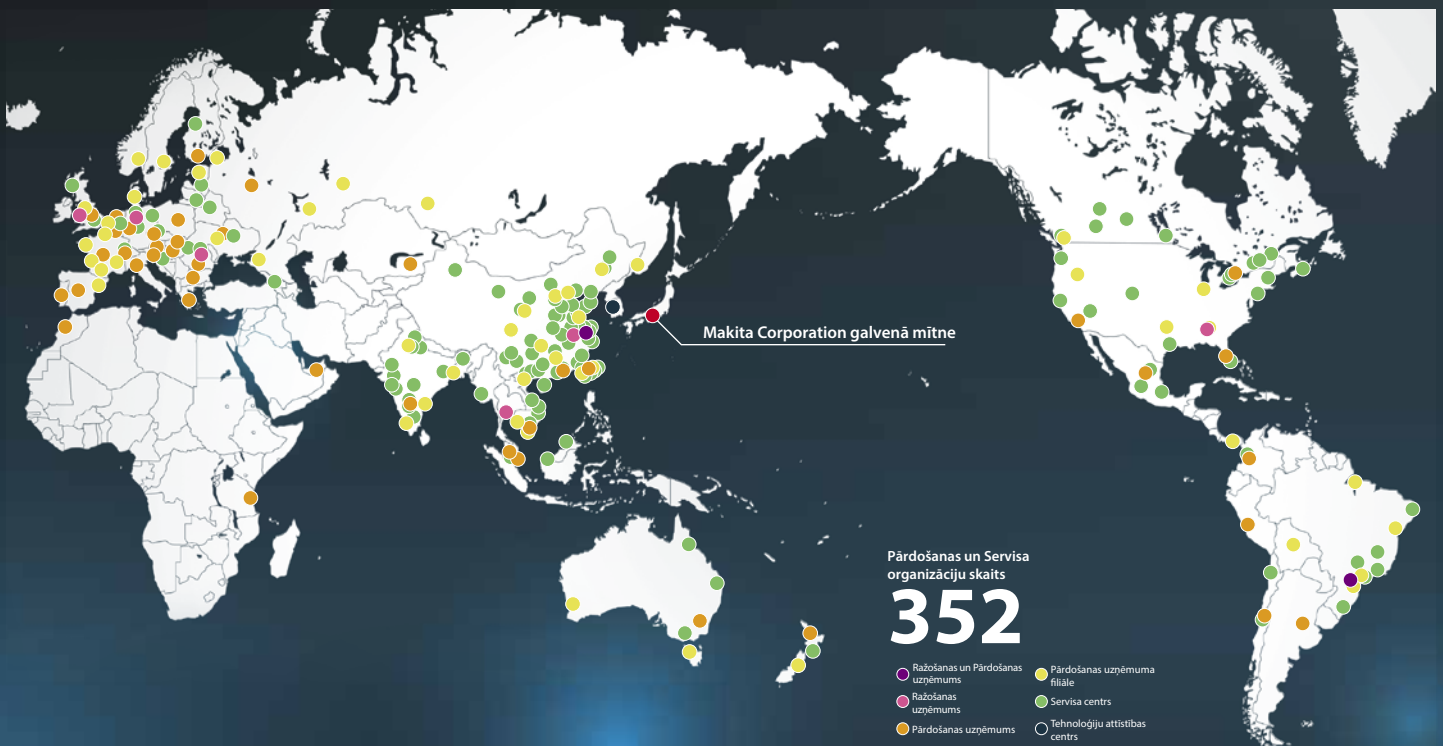 Makita Corporation galvenā mītne
Pārdošanas un Servisa
organizāciju skaits
352
Ražošanas un Pārdošanas
uzņēmums
Ražošanas
uzņēmums
Pārdošanas uzņēmums
Pārdošanas uzņēmuma
filiāle
Servisa centrs
Tehnoloģiju attīstības
centrs